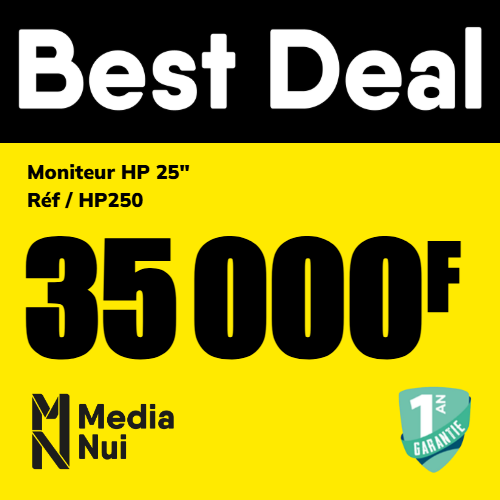 Best Deal
Moniteur HP 25"
Réf / HP250
35 000F
Media
Nui
1 AN
GARANTIE